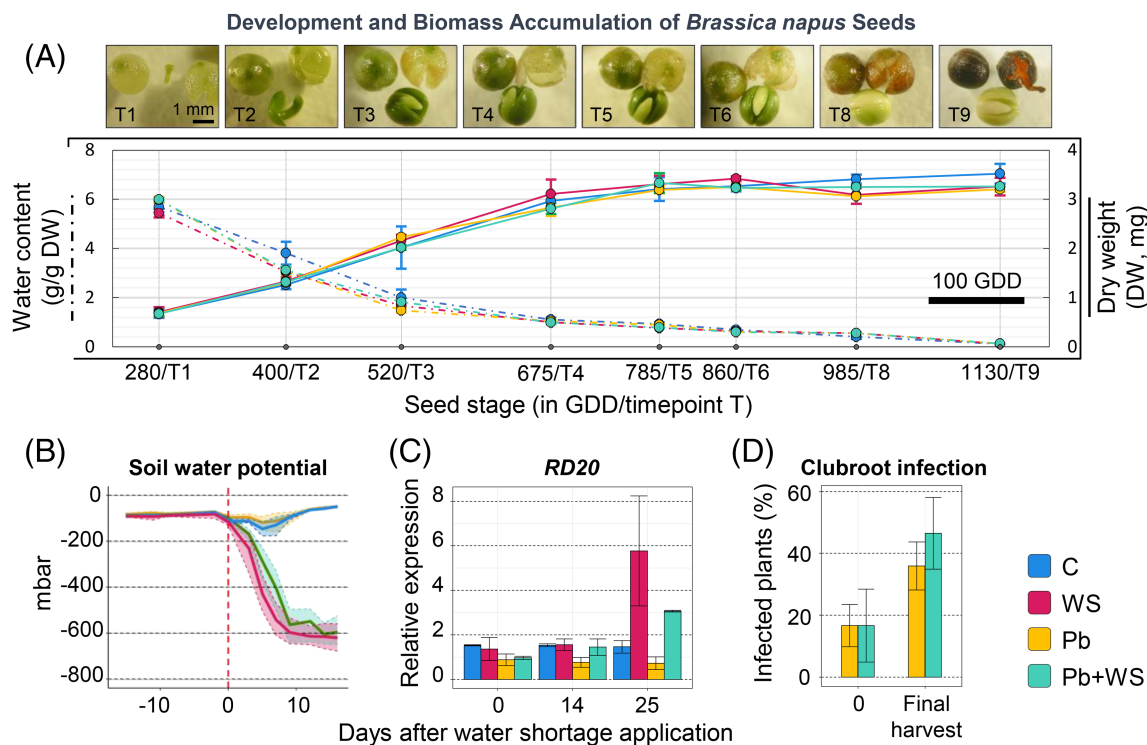 Development and Biomass Accumulation of Brassica napus Seeds
(A)
T1 1 mm T2 T3 T4 T5 T6 T8 T9
Water content
(g/g DW)
8
6
4
2
0
4
3
2
1
0
Dry weight
(DW, mg)
100 GDD
280/T1 400/T2 520/T3 675/T4 785/T5 860/T6 985/T8 1130/T9
Seed stage (in GDD/timepoint T)
(B)
Soil water potential
mbar
0
-200
-400
-600
-800
-10 0 10
(C)
RD20
Relative expression
8
6
4
2
0
0 14 25
Days after water shortage application
(D)
Clubroot infection
Infected plants (%)
60
40
20
0
0 Final
harvest
C
WS
Pb
Pb+WS